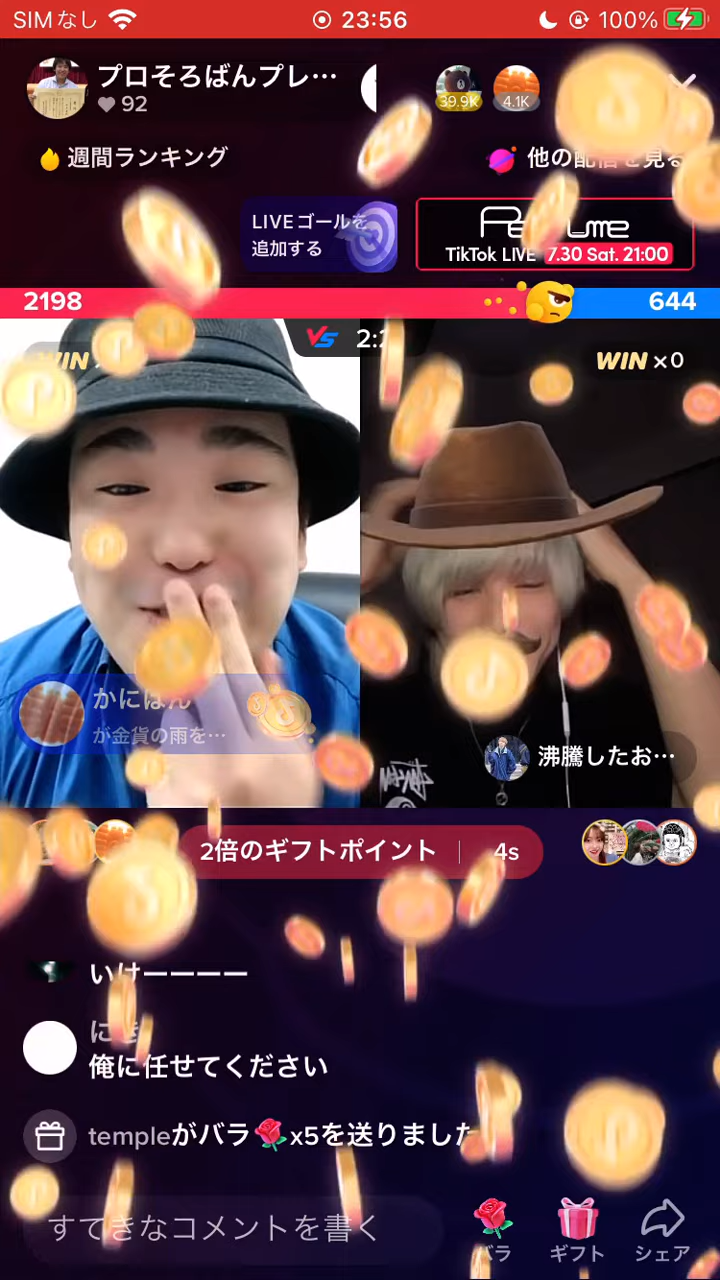 SIMなし 23:56 100%
プロそろばんプレ…
92
39.9K 4.1K
週間ランキング
他の配信を見る
LIVEゴールを
追加する
Perfume
TikTok LIVE 7.30 Sat. 21:00
2198 644
VS
WIN
WIN ×0
かにぱん
が金貨の雨を…
沸騰したお…
2倍のギフトポイント 4s
いけーーーー
俺に任せてください
templeがバラx5を送りました
すてきなコメントを書く
バラ ギフト シェア